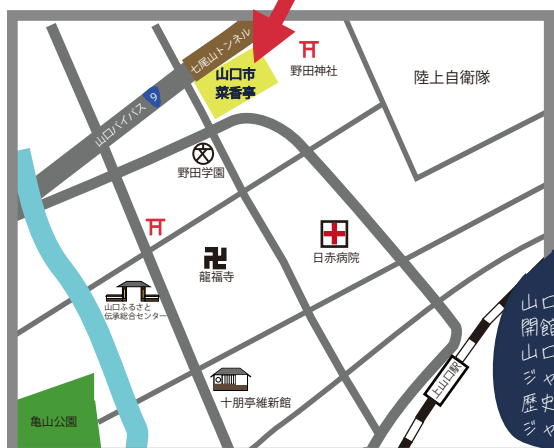 七尾山トンネル
山口市
菜香亭
野田神社
陸上自衛隊
山口バイパス
9
野田学園
龍福寺
日赤病院
山口ふるさと
伝承総合センター
十朋亭維新館
上山口駅
亀山公園
山口
開館
山口
ジャ
歴史
ジャ